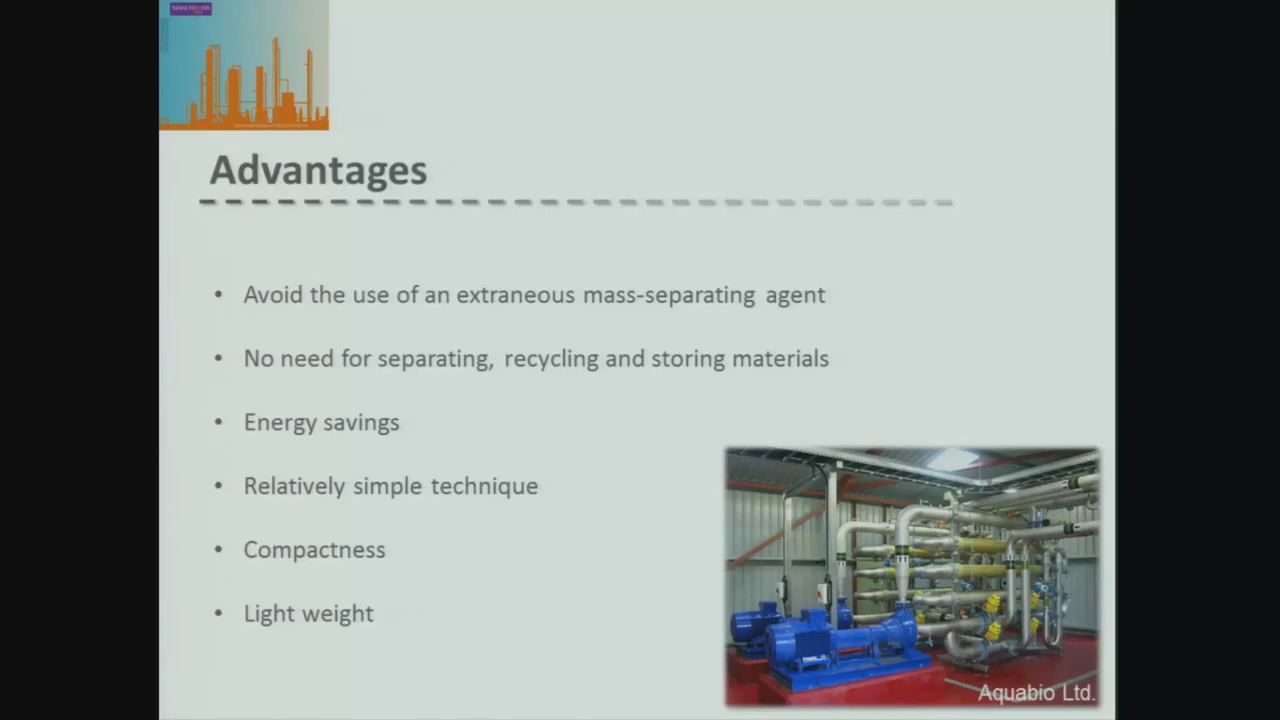 MANCHESTER
Advantages
• Avoid the use of an extraneous mass-separating agent
• No need for separating, recycling and storing materials
• Energy savings
• Relatively simple technique
• Compactness
• Light weight
Aquabio Ltd.